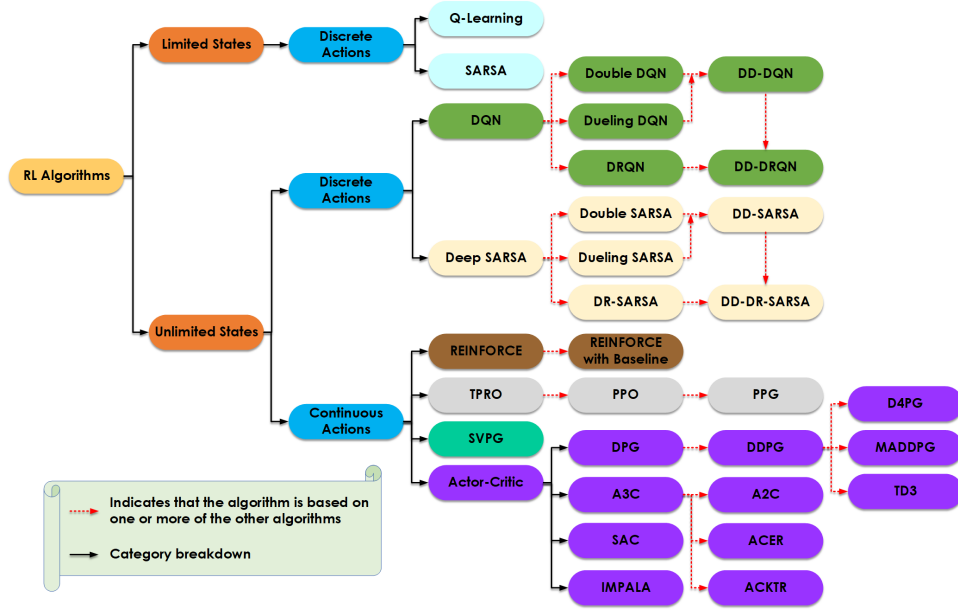 RL Algorithms
Limited States
Discrete
Actions
Q-Learning
SARSA
Unlimited States
Discrete
Actions
DQN
Double DQN
DD-DQN
Dueling DQN
DRQN
DD-DRQN
Deep SARSA
Double SARSA
DD-SARSA
Dueling SARSA
DR-SARSA
DD-DR-SARSA
Continuous
Actions
REINFORCE
REINFORCE
with Baseline
TPRO
PPO
PPG
SVPG
Actor-Critic
DPG
DDPG
D4PG
MADDPG
TD3
A3C
A2C
ACER
ACKTR
SAC
IMPALA
Indicates that the algorithm is based on
one or more of the other algorithms
Category breakdown